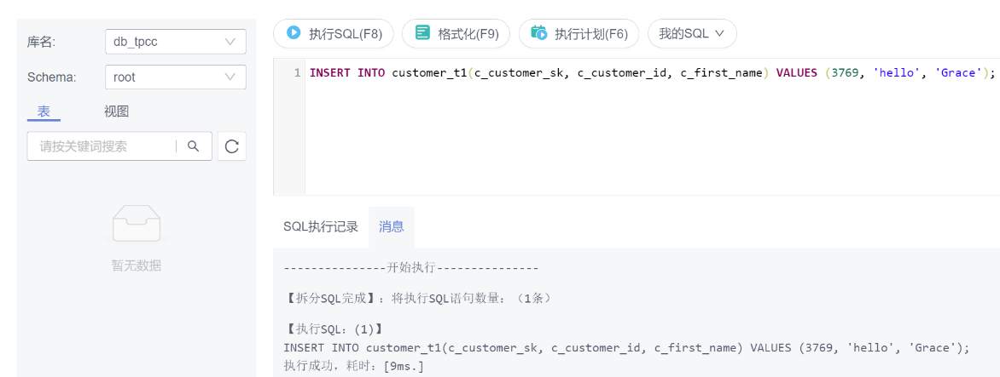 库名: db_tpcc
Schema: root
表 视图
请按关键词搜索
暂无数据
执行SQL(F8) 格式化(F9) 执行计划(F6) 我的SQL
1 INSERT INTO customer_t1(c_customer_sk, c_customer_id, c_first_name) VALUES (3769, 'hello', 'Grace');
SQL执行记录 消息
---------------开始执行---------------
【拆分SQL完成】：将执行SQL语句数量：（1条）
【执行SQL：(1)】
INSERT INTO customer_t1(c_customer_sk, c_customer_id, c_first_name) VALUES (3769, 'hello', 'Grace');
执行成功，耗时：[9ms.]